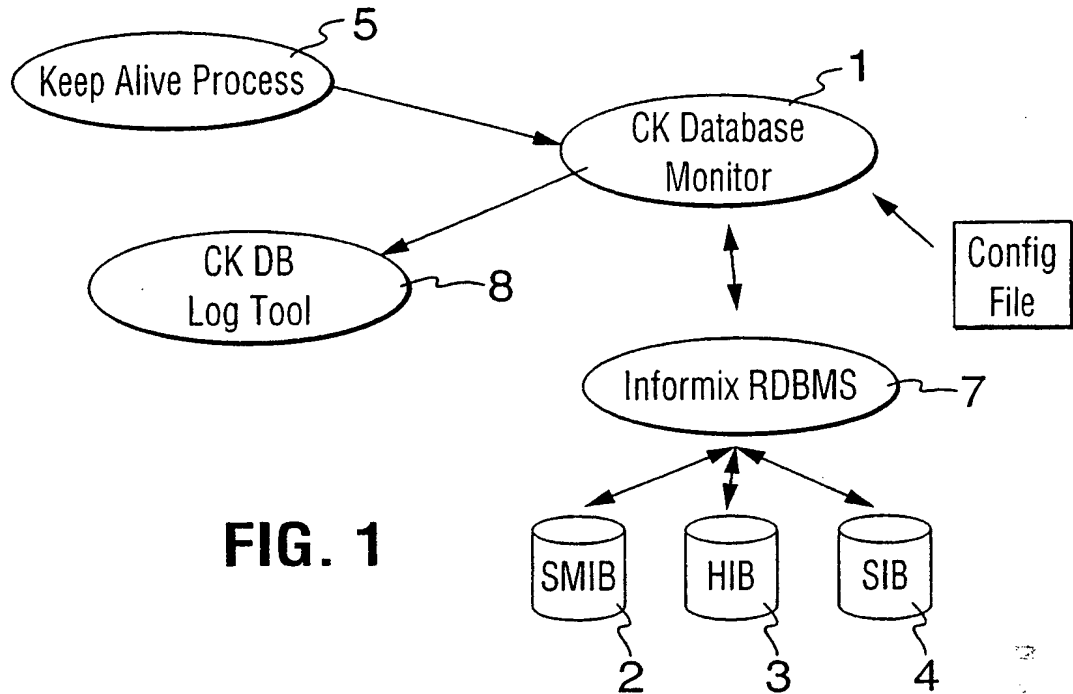 5
Keep Alive Process
1
CK Database
Monitor
CK DB
Log Tool
8
Config
File
Informix RDBMS
7
FIG. 1
SMIB
HIB
SIB
2
3
4